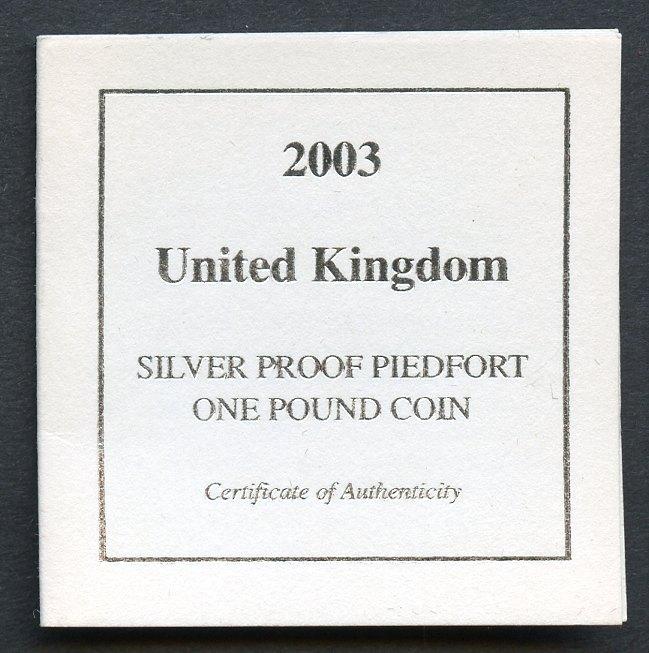 2003
United Kingdom
SILVER PROOF PIEDFORT
ONE POUND COIN
Certificate of Authenticity